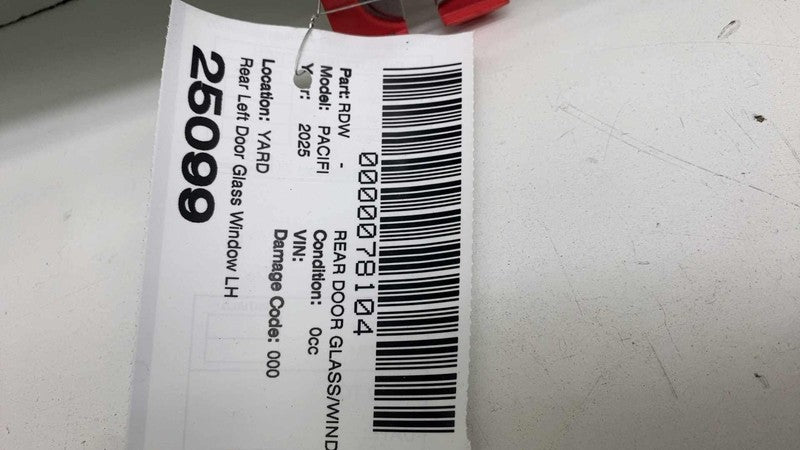 0000078104
Part: RDW - REAR DOOR GLASS/WIND
Model: PACIFI Condition: 0cc
Year: 2025 VIN:
Damage Code: 000
Location: YARD
Rear Left Door Glass Window LH
25099